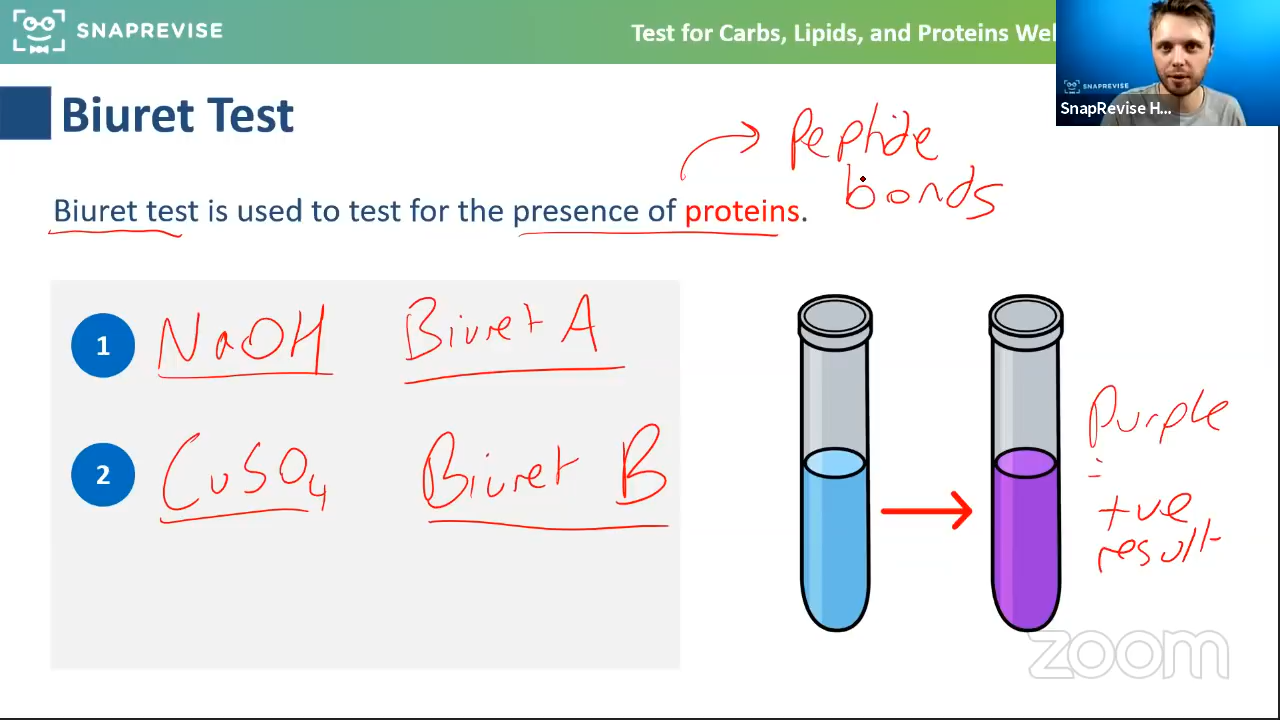 SNAPREVISE
Test for Carbs, Lipids, and Proteins
SNAPREVISE
SnapRevise H...
Biuret Test
Peptide
bonds
Biuret test is used to test for the presence of proteins.
1 NaOH Biuret A
2 CuSO4 Biuret B
Purple
=
+ve
result
zoom